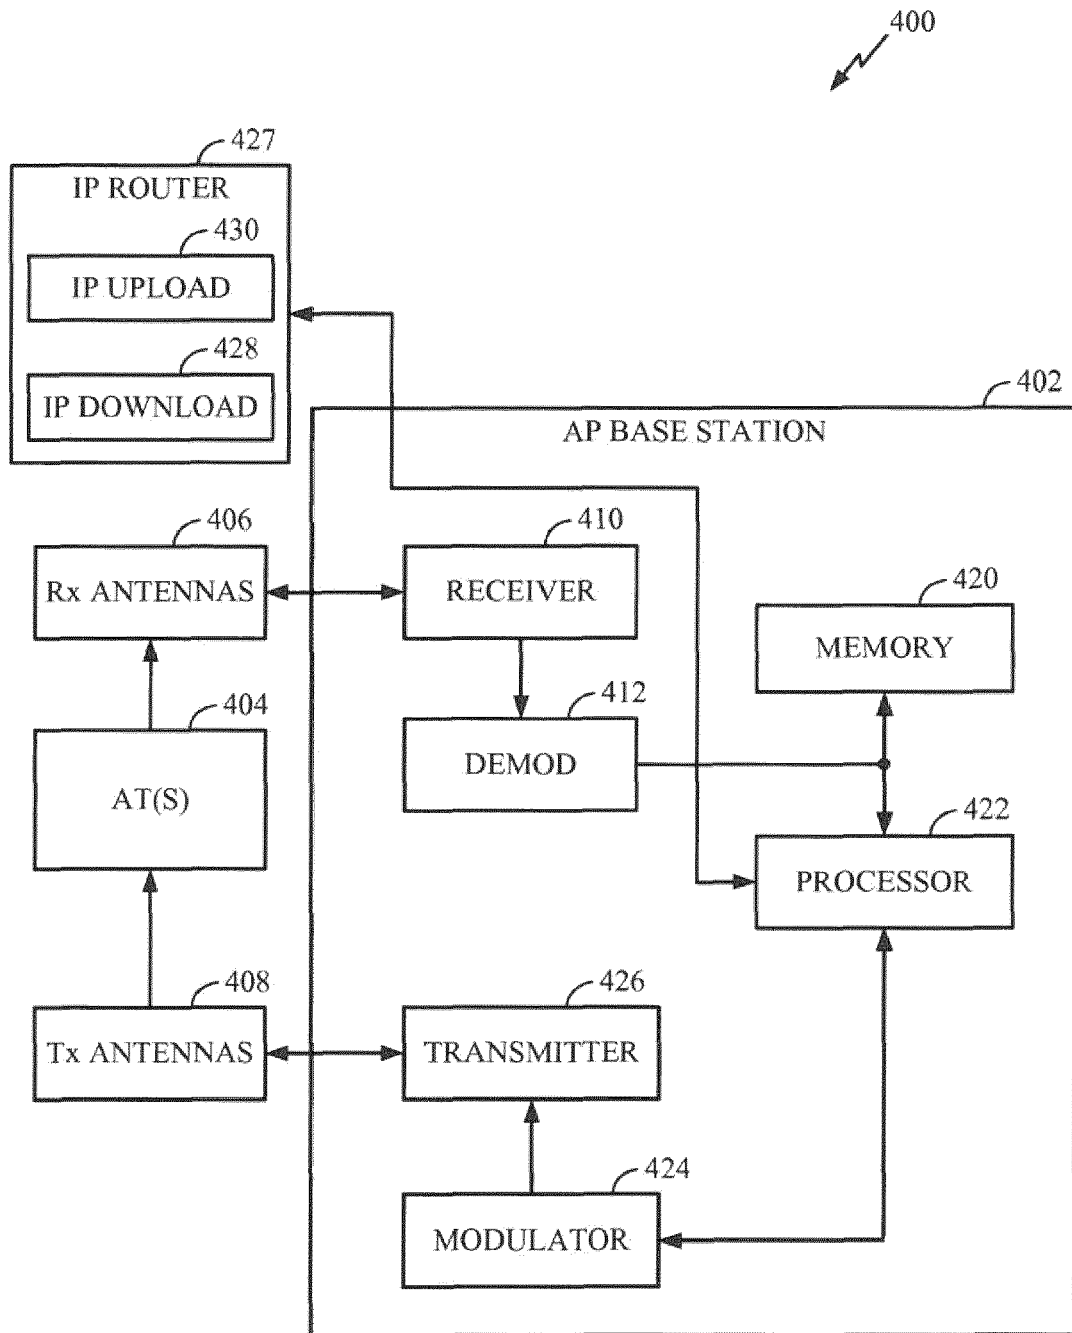 400
427
IP ROUTER
430
IP UPLOAD
428
IP DOWNLOAD
402
AP BASE STATION
406
Rx ANTENNAS
410
RECEIVER
420
MEMORY
404
AT(S)
412
DEMOD
422
PROCESSOR
408
Tx ANTENNAS
426
TRANSMITTER
424
MODULATOR